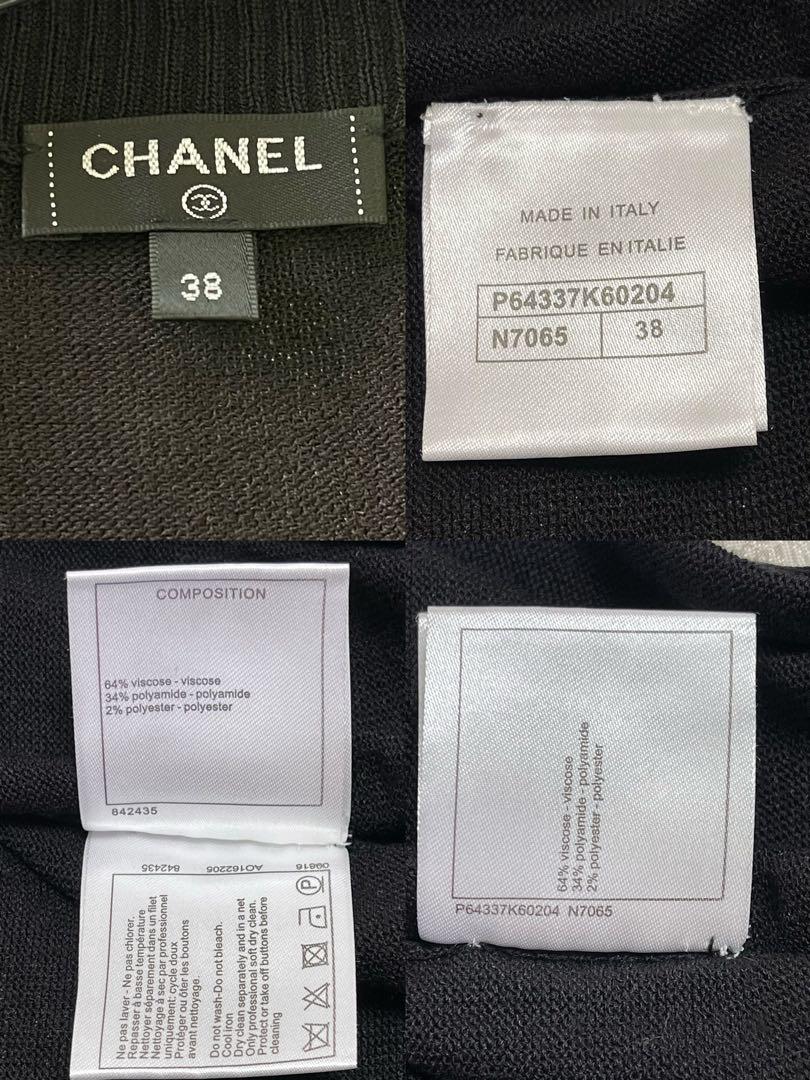 CHANEL
38
MADE IN ITALY
FABRIQUE EN ITALIE
P64337K60204
N7065 38
COMPOSITION
64% viscose - viscose
34% polyamide - polyamide
2% polyester - polyester
842435
842435 AO162205 09816
Ne pas laver - Ne pas chlorer.
Repasser à basse température
Nettoyer séparement dans un filet
Nettoyage à sec par professionnel
uniquement: cycle doux
Protéger ou ôter les boutons
avant nettoyage.
Do not wash-Do not bleach.
Cool iron
Dry clean separately and in a net
Only professional soft dry clean.
Protect or take off buttons before
cleaning
P
64% viscose - viscose
34% polyamide - polyamide
2% polyester - polyester
P64337K60204 N7065